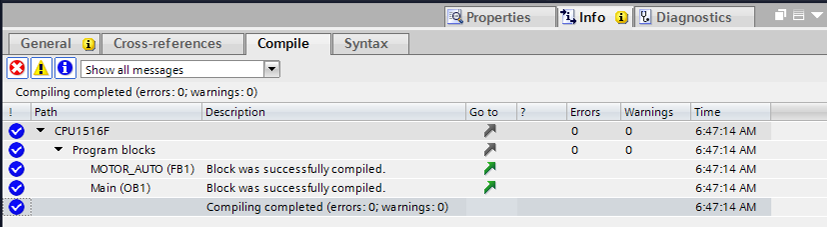 Properties Info Diagnostics
General Cross-references Compile Syntax
Show all messages
Compiling completed (errors: 0; warnings: 0)
! Path Description Go to ? Errors Warnings Time
CPU1516F 0 0 6:47:14 AM
Program blocks 0 0 6:47:14 AM
MOTOR_AUTO (FB1) Block was successfully compiled. 6:47:14 AM
Main (OB1) Block was successfully compiled. 6:47:14 AM
Compiling completed (errors: 0; warnings: 0) 6:47:14 AM